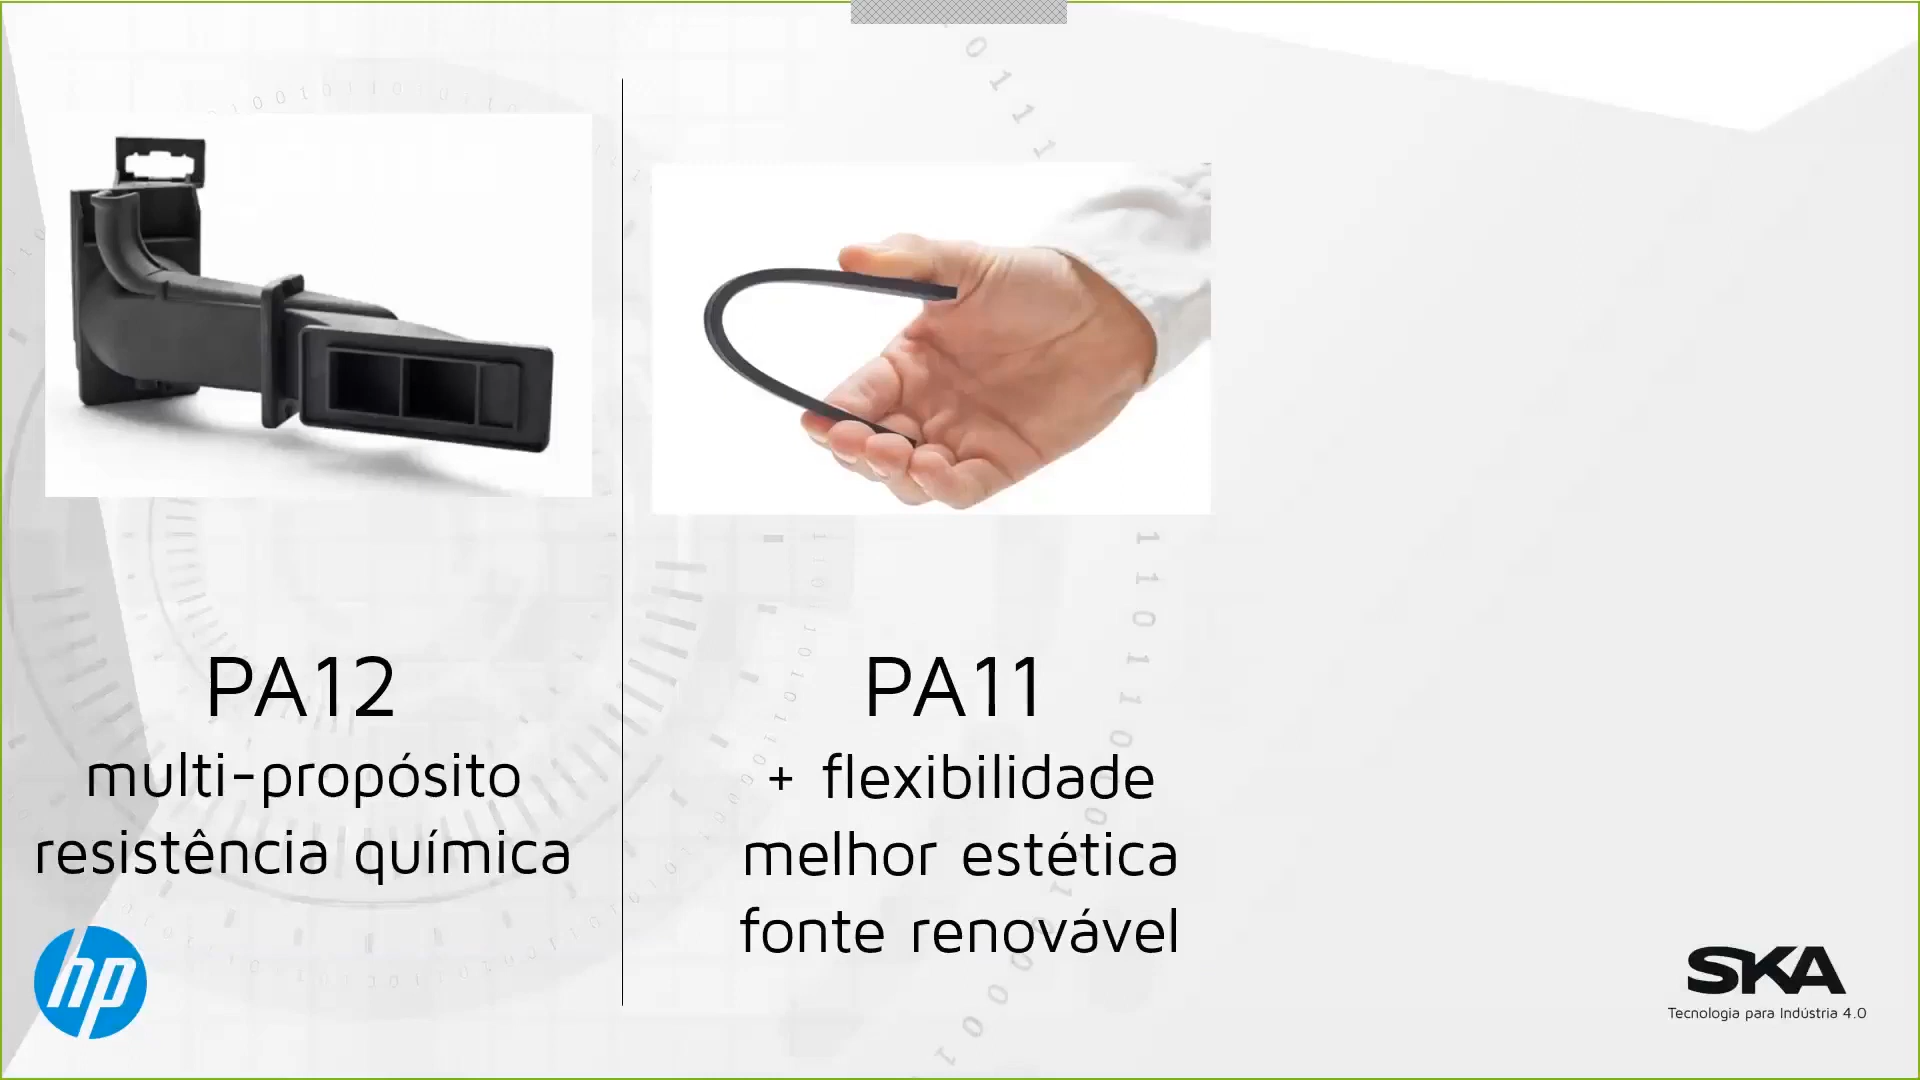 PA12
multi-propósito
resistência química
PA11
+ flexibilidade
melhor estética
fonte renovável
hp
SKA
Tecnologia para Indústria 4.0